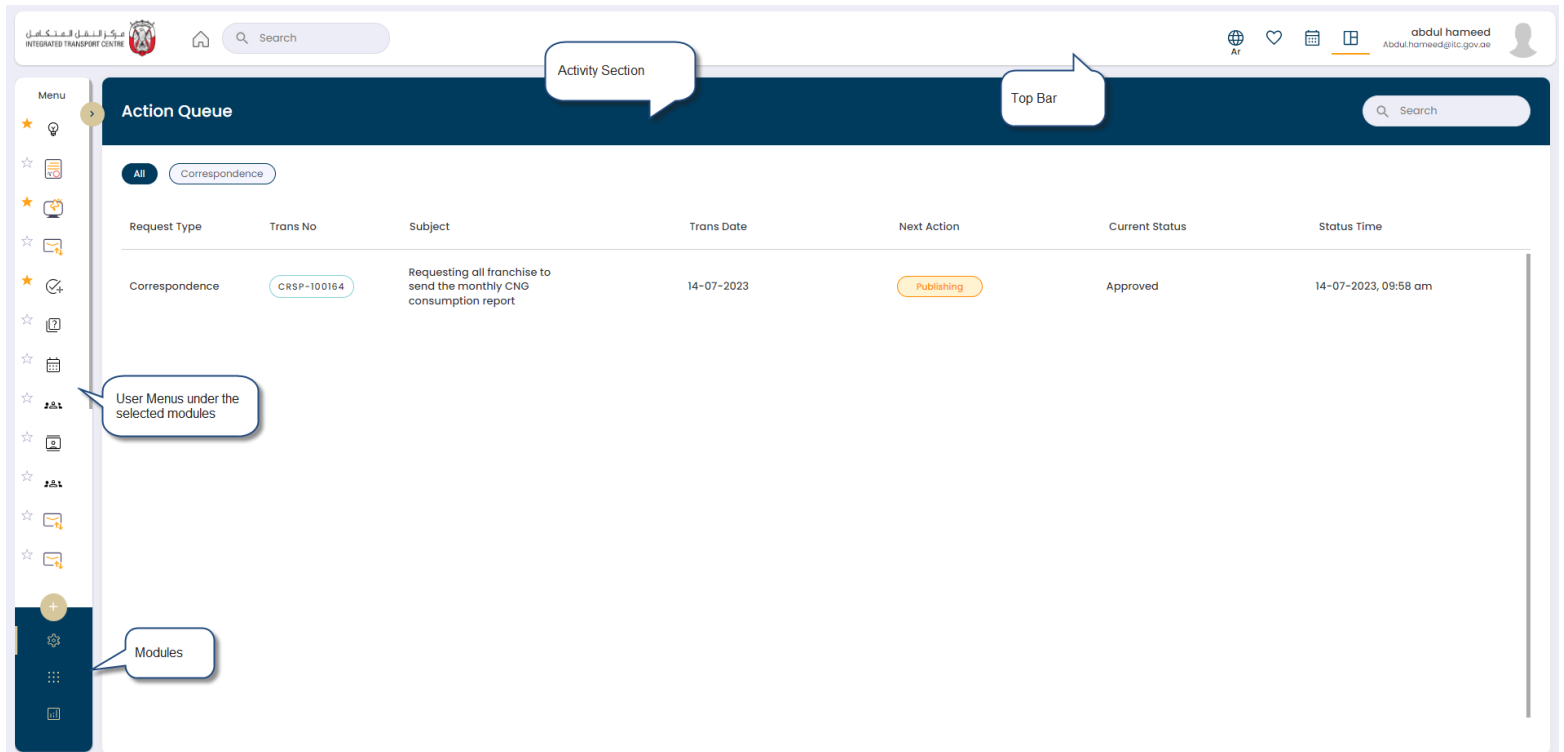 مركز النقل المتكامل
INTEGRATED TRANSPORT CENTRE
Search
Ar
abdul hameed
Abdul.hameed@itc.gov.ae
Activity Section
Top Bar
Menu
Action Queue
Search
All
Correspondence
Request Type
Trans No
Subject
Trans Date
Next Action
Current Status
Status Time
Correspondence
CRSP-100164
Requesting all franchise to
send the monthly CNG
consumption report
14-07-2023
Publishing
Approved
14-07-2023, 09:58 am
User Menus under the
selected modules
Modules